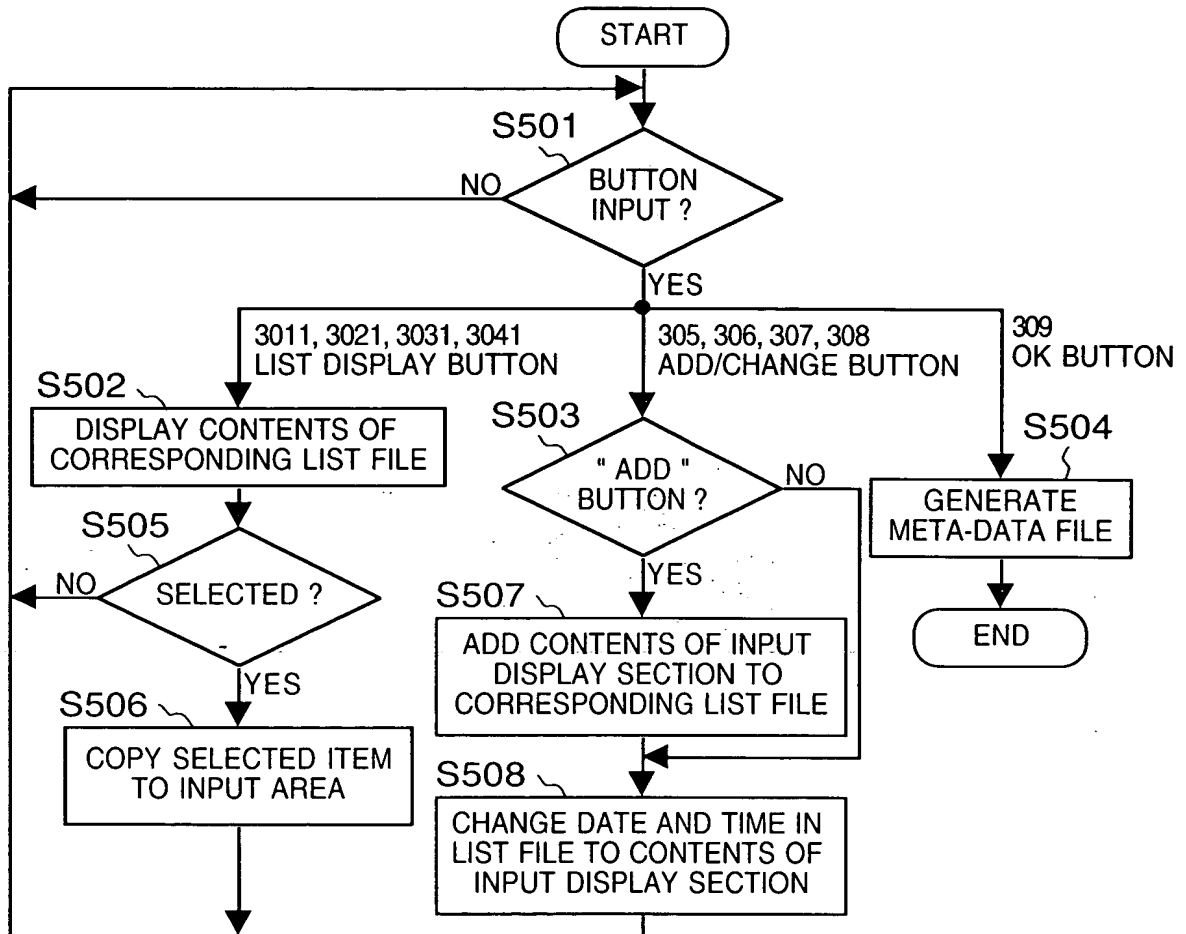 START
S501
BUTTON
INPUT ?
NO
YES
3011, 3021, 3031, 3041
LIST DISPLAY BUTTON
305, 306, 307, 308
ADD/CHANGE BUTTON
309
OK BUTTON
S502
DISPLAY CONTENTS OF
CORRESPONDING LIST FILE
S503
" ADD "
BUTTON ?
NO
YES
S504
GENERATE
META-DATA FILE
END
S505
SELECTED ?
NO
YES
S507
ADD CONTENTS OF INPUT
DISPLAY SECTION TO
CORRESPONDING LIST FILE
S506
COPY SELECTED ITEM
TO INPUT AREA
S508
CHANGE DATE AND TIME IN
LIST FILE TO CONTENTS OF
INPUT DISPLAY SECTION